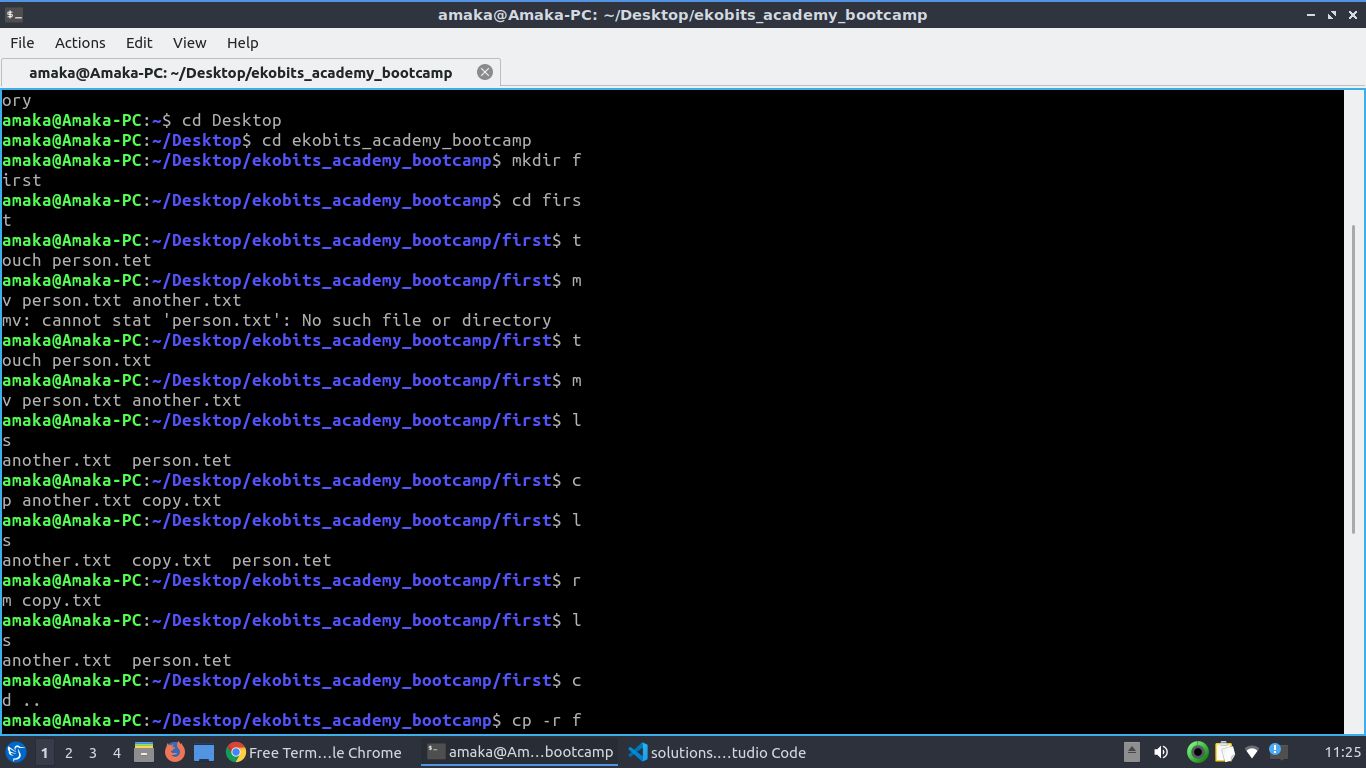 amaka@Amaka-PC: ~/Desktop/ekobits_academy_bootcamp
File Actions Edit View Help
amaka@Amaka-PC: ~/Desktop/ekobits_academy_bootcamp
ory
amaka@Amaka-PC:~$ cd Desktop
amaka@Amaka-PC:~/Desktop$ cd ekobits_academy_bootcamp
amaka@Amaka-PC:~/Desktop/ekobits_academy_bootcamp$ mkdir f
irst
amaka@Amaka-PC:~/Desktop/ekobits_academy_bootcamp$ cd firs
t
amaka@Amaka-PC:~/Desktop/ekobits_academy_bootcamp/first$ t
ouch person.tet
amaka@Amaka-PC:~/Desktop/ekobits_academy_bootcamp/first$ m
v person.txt another.txt
mv: cannot stat 'person.txt': No such file or directory
amaka@Amaka-PC:~/Desktop/ekobits_academy_bootcamp/first$ t
ouch person.txt
amaka@Amaka-PC:~/Desktop/ekobits_academy_bootcamp/first$ m
v person.txt another.txt
amaka@Amaka-PC:~/Desktop/ekobits_academy_bootcamp/first$ l
s
another.txt  person.tet
amaka@Amaka-PC:~/Desktop/ekobits_academy_bootcamp/first$ c
p another.txt copy.txt
amaka@Amaka-PC:~/Desktop/ekobits_academy_bootcamp/first$ l
s
another.txt  copy.txt  person.tet
amaka@Amaka-PC:~/Desktop/ekobits_academy_bootcamp/first$ r
m copy.txt
amaka@Amaka-PC:~/Desktop/ekobits_academy_bootcamp/first$ l
s
another.txt  person.tet
amaka@Amaka-PC:~/Desktop/ekobits_academy_bootcamp/first$ c
d ..
amaka@Amaka-PC:~/Desktop/ekobits_academy_bootcamp$ cp -r f
1 2 3 4 Free Term…le Chrome amaka@Am…bootcamp solutions.…tudio Code 11:25